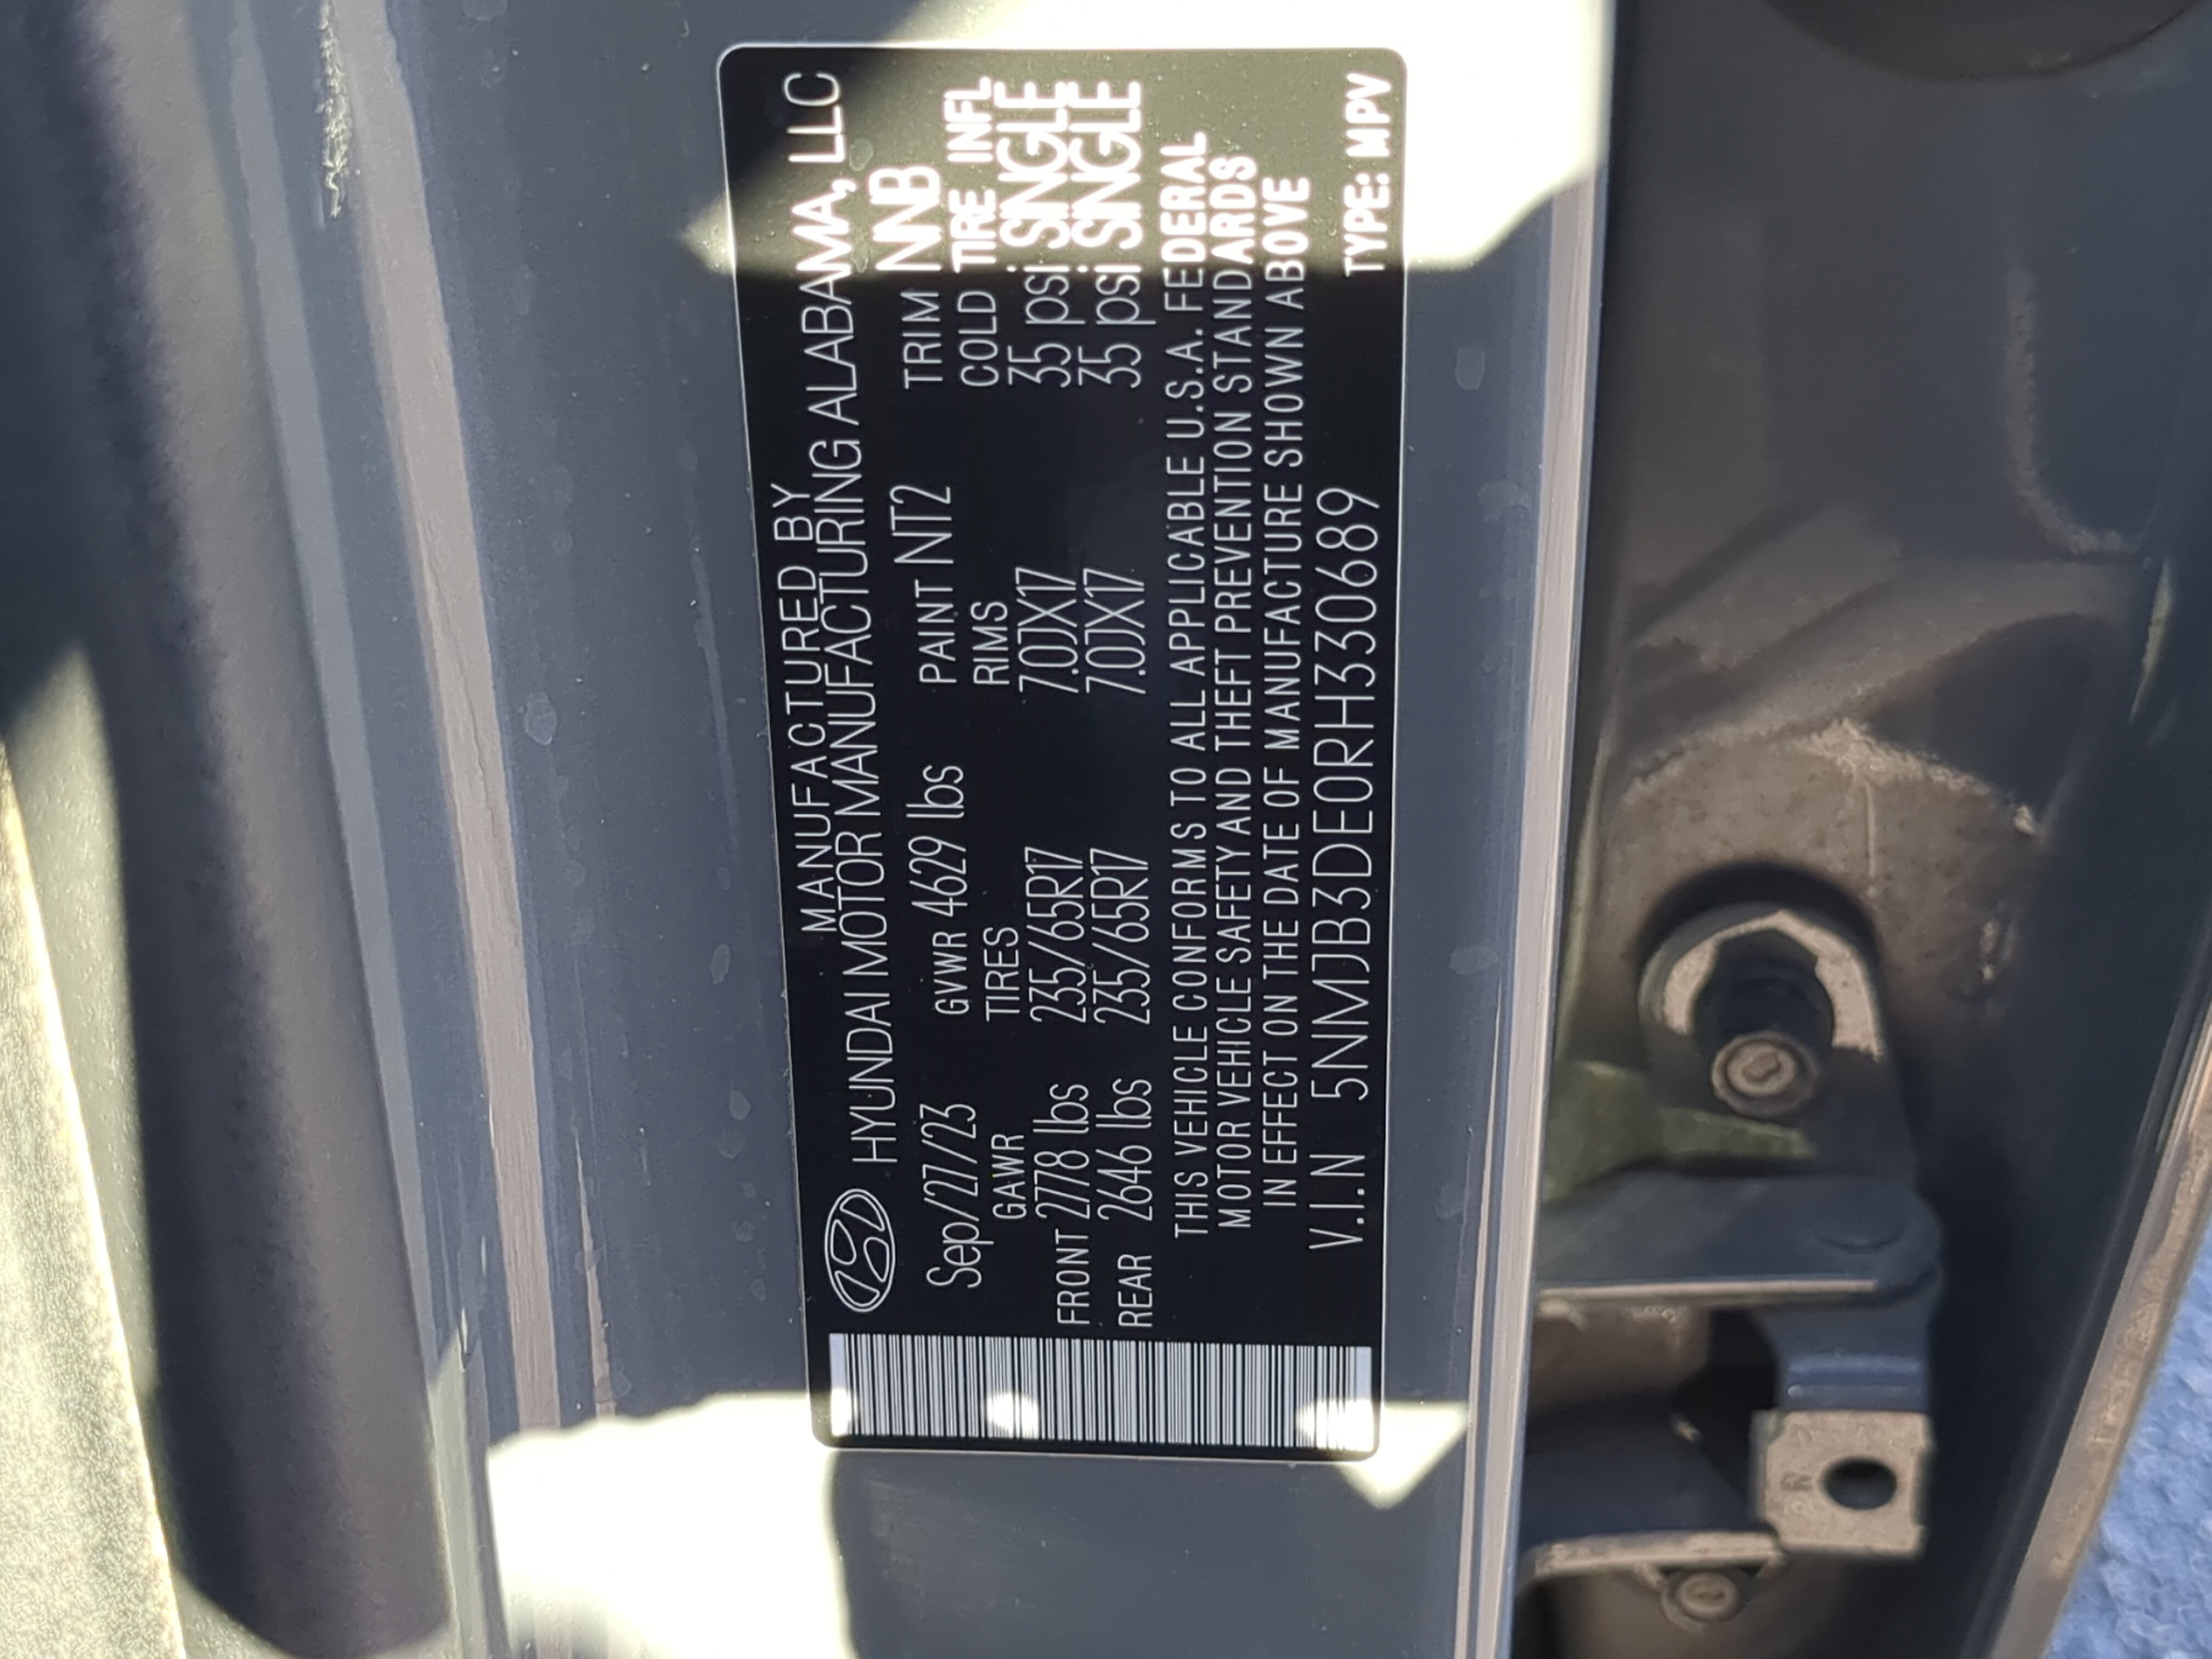 MANUFACTURED BY
HYUNDAI MOTOR MANUFACTURING ALABAMA, LLC
Sep/27/23 GVWR 4629 lbs PAINT NT2 TRIM NNB
GAWR TIRES RIMS COLD TIRE INFL
FRONT 2778 lbs 235/65R17 7.0JX17 35 psi SINGLE
REAR 2646 lbs 235/65R17 7.0JX17 35 psi SINGLE
THIS VEHICLE CONFORMS TO ALL APPLICABLE U.S.A. FEDERAL
MOTOR VEHICLE SAFETY AND THEFT PREVENTION STANDARDS
IN EFFECT ON THE DATE OF MANUFACTURE SHOWN ABOVE
V.I.N 5NMJB3DE0RH330689 TYPE: MPV